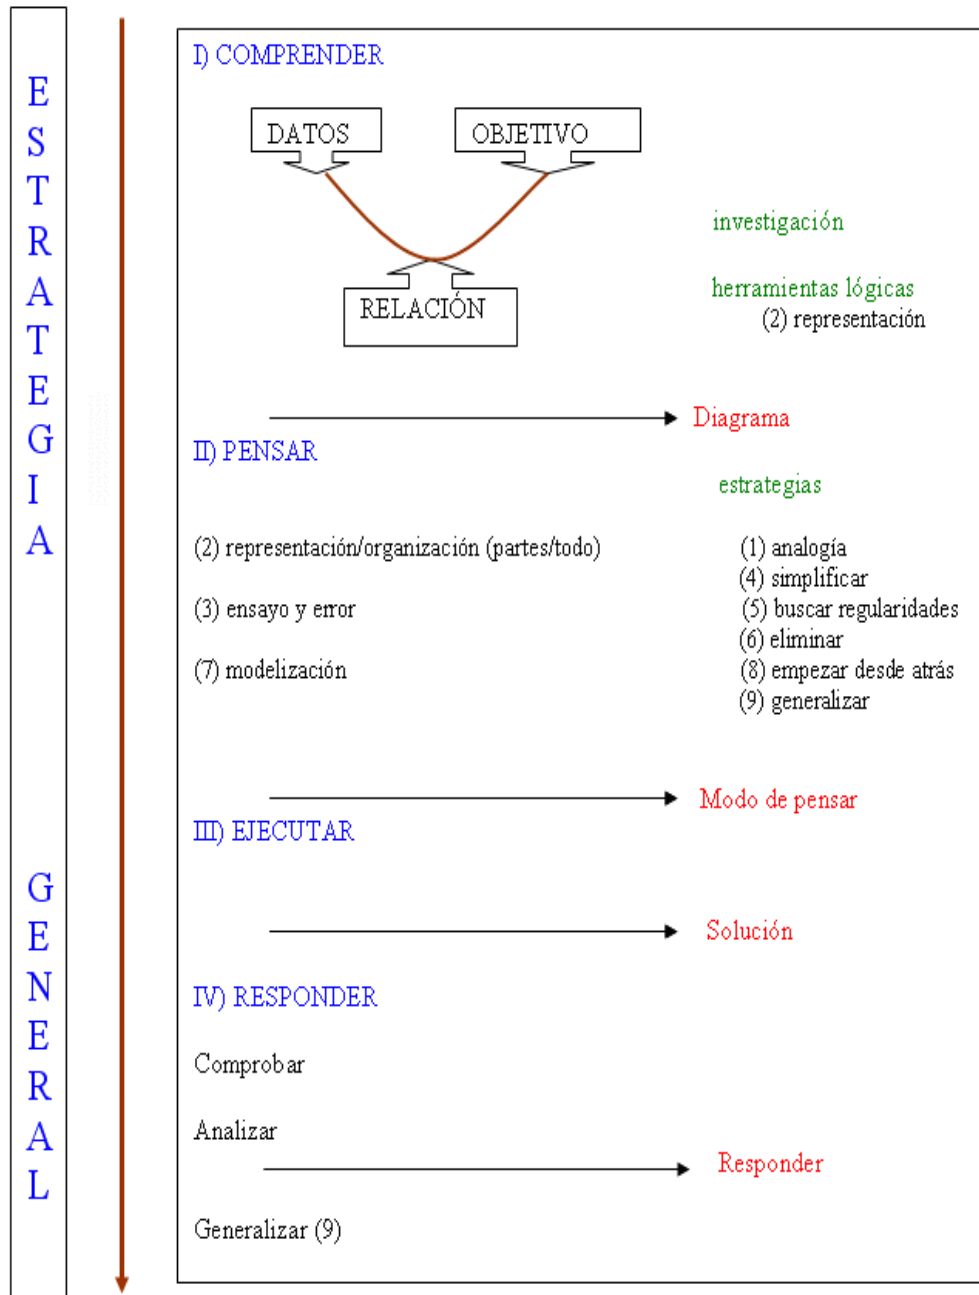 ESTRATEGIA GENERAL
I) COMPRENDER
DATOS
OBJETIVO
RELACIÓN
investigación
herramientas lógicas
(2) representación
Diagrama
II) PENSAR
estrategias
(2) representación/organización (partes/todo)
(3) ensayo y error
(7) modelización
(1) analogía
(4) simplificar
(5) buscar regularidades
(6) eliminar
(8) empezar desde atrás
(9) generalizar
Modo de pensar
III) EJECUTAR
Solución
IV) RESPONDER
Comprobar
Analizar
Responder
Generalizar (9)